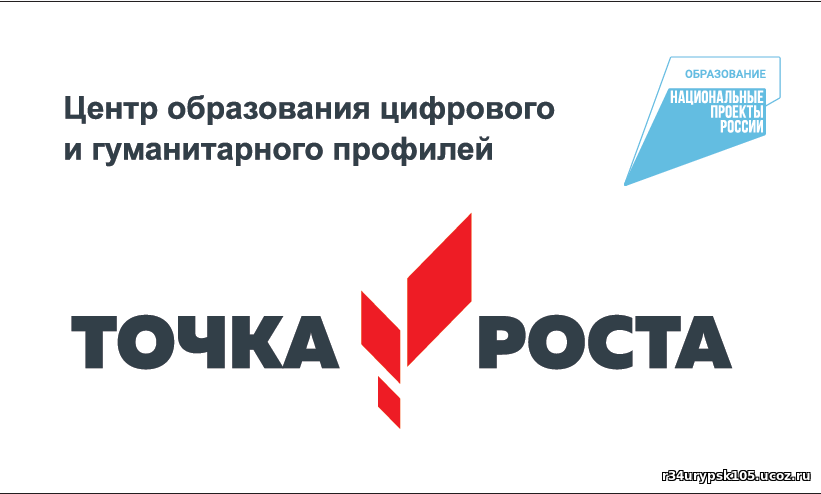 Центр образования цифрового
и гуманитарного профилей
ОБРАЗОВАНИЕ
НАЦИОНАЛЬНЫЕ
ПРОЕКТЫ
РОССИИ
ТОЧКА РОСТА
r34urypsk105.ucoz.ru